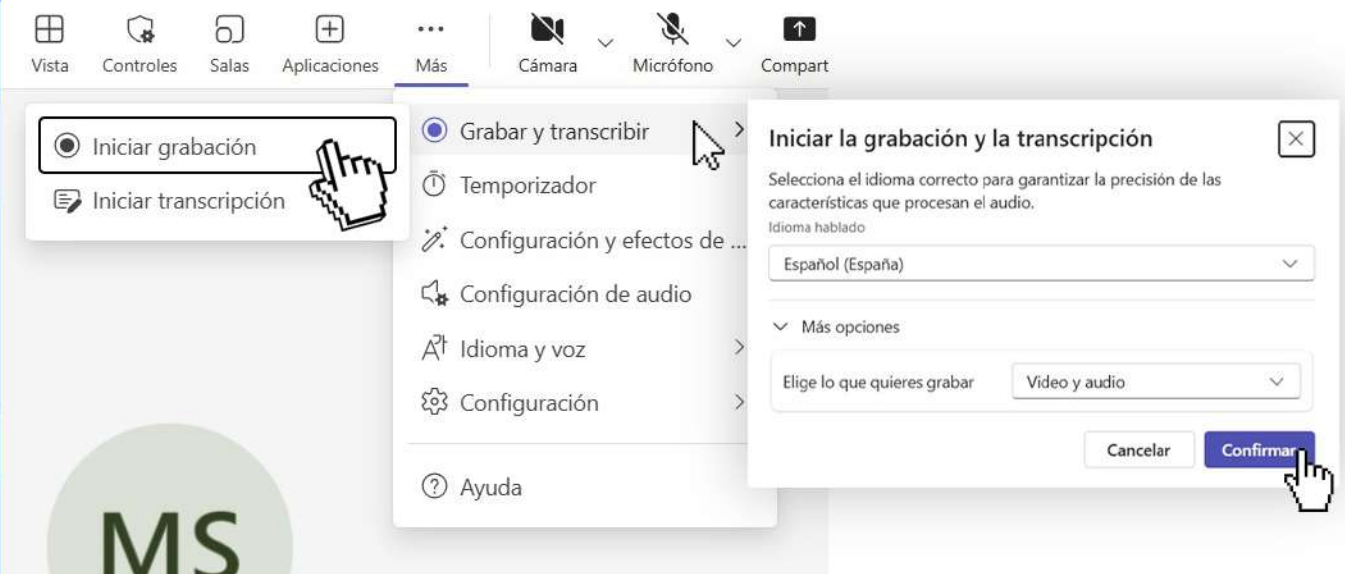 Vista
Controles
Salas
Aplicaciones
Más
Cámara
Micrófono
Compart
Iniciar grabación
Iniciar transcripción
Grabar y transcribir
Temporizador
Configuración y efectos de ...
Configuración de audio
Idioma y voz
Configuración
Ayuda
Iniciar la grabación y la transcripción
Selecciona el idioma correcto para garantizar la precisión de las
características que procesan el audio.
Idioma hablado
Español (España)
Más opciones
Elige lo que quieres grabar
Video y audio
Cancelar
Confirmar
MS